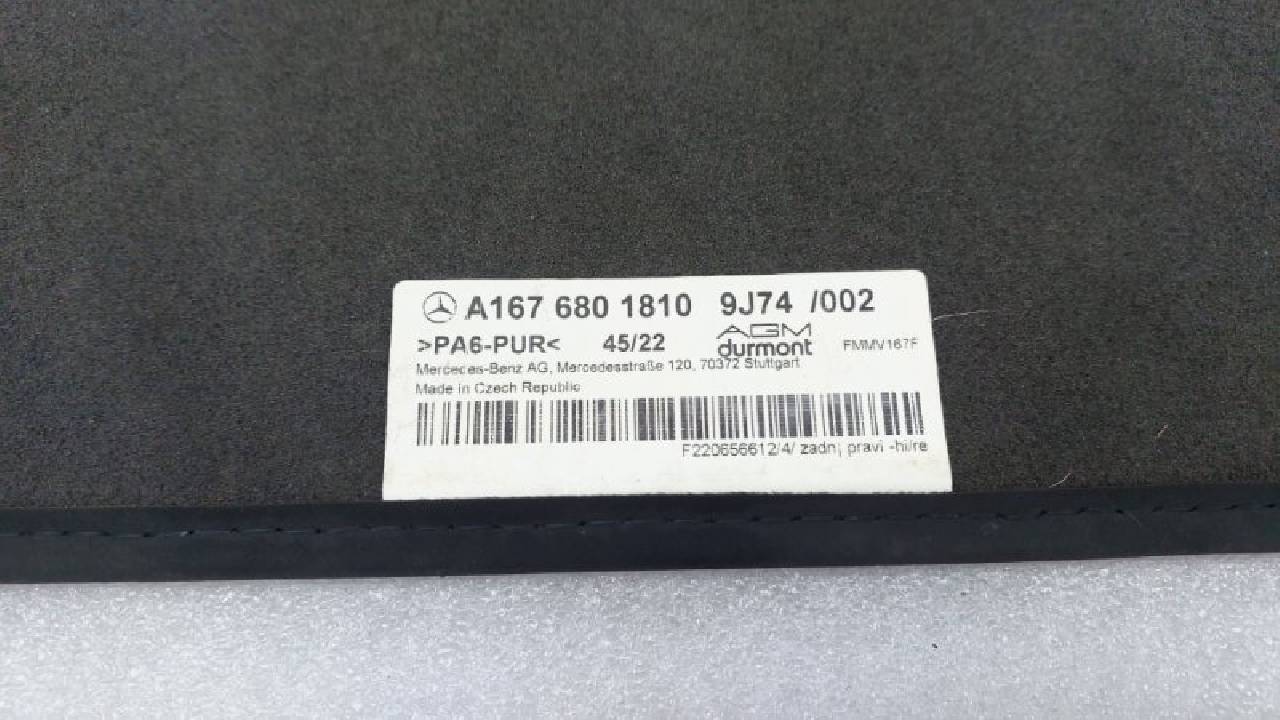 A167 680 1810 9J74 /002
>PA6-PUR< 45/22 AGM durmont FMMV167F
Mercedes-Benz AG, Mercedesstraße 120, 70372 Stuttgart
Made in Czech Republic
F220656612/4/ zadnj pravi -hi/re